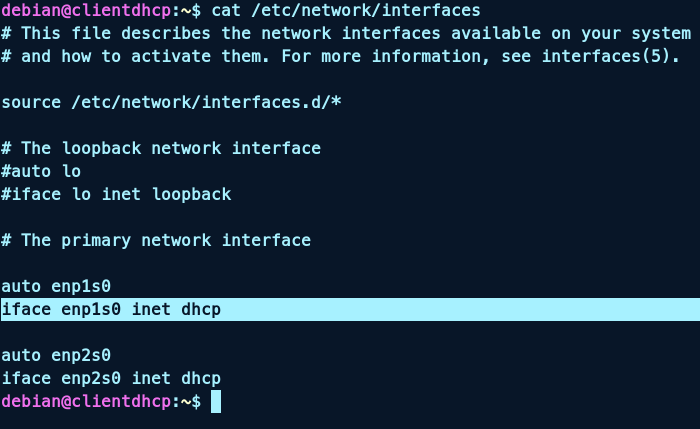 debian@clientdhcp:~$ cat /etc/network/interfaces
# This file describes the network interfaces available on your system
# and how to activate them. For more information, see interfaces(5).
source /etc/network/interfaces.d/*
# The loopback network interface
#auto lo
#iface lo inet loopback
# The primary network interface
auto enp1s0
iface enp1s0 inet dhcp
auto enp2s0
iface enp2s0 inet dhcp
debian@clientdhcp:~$